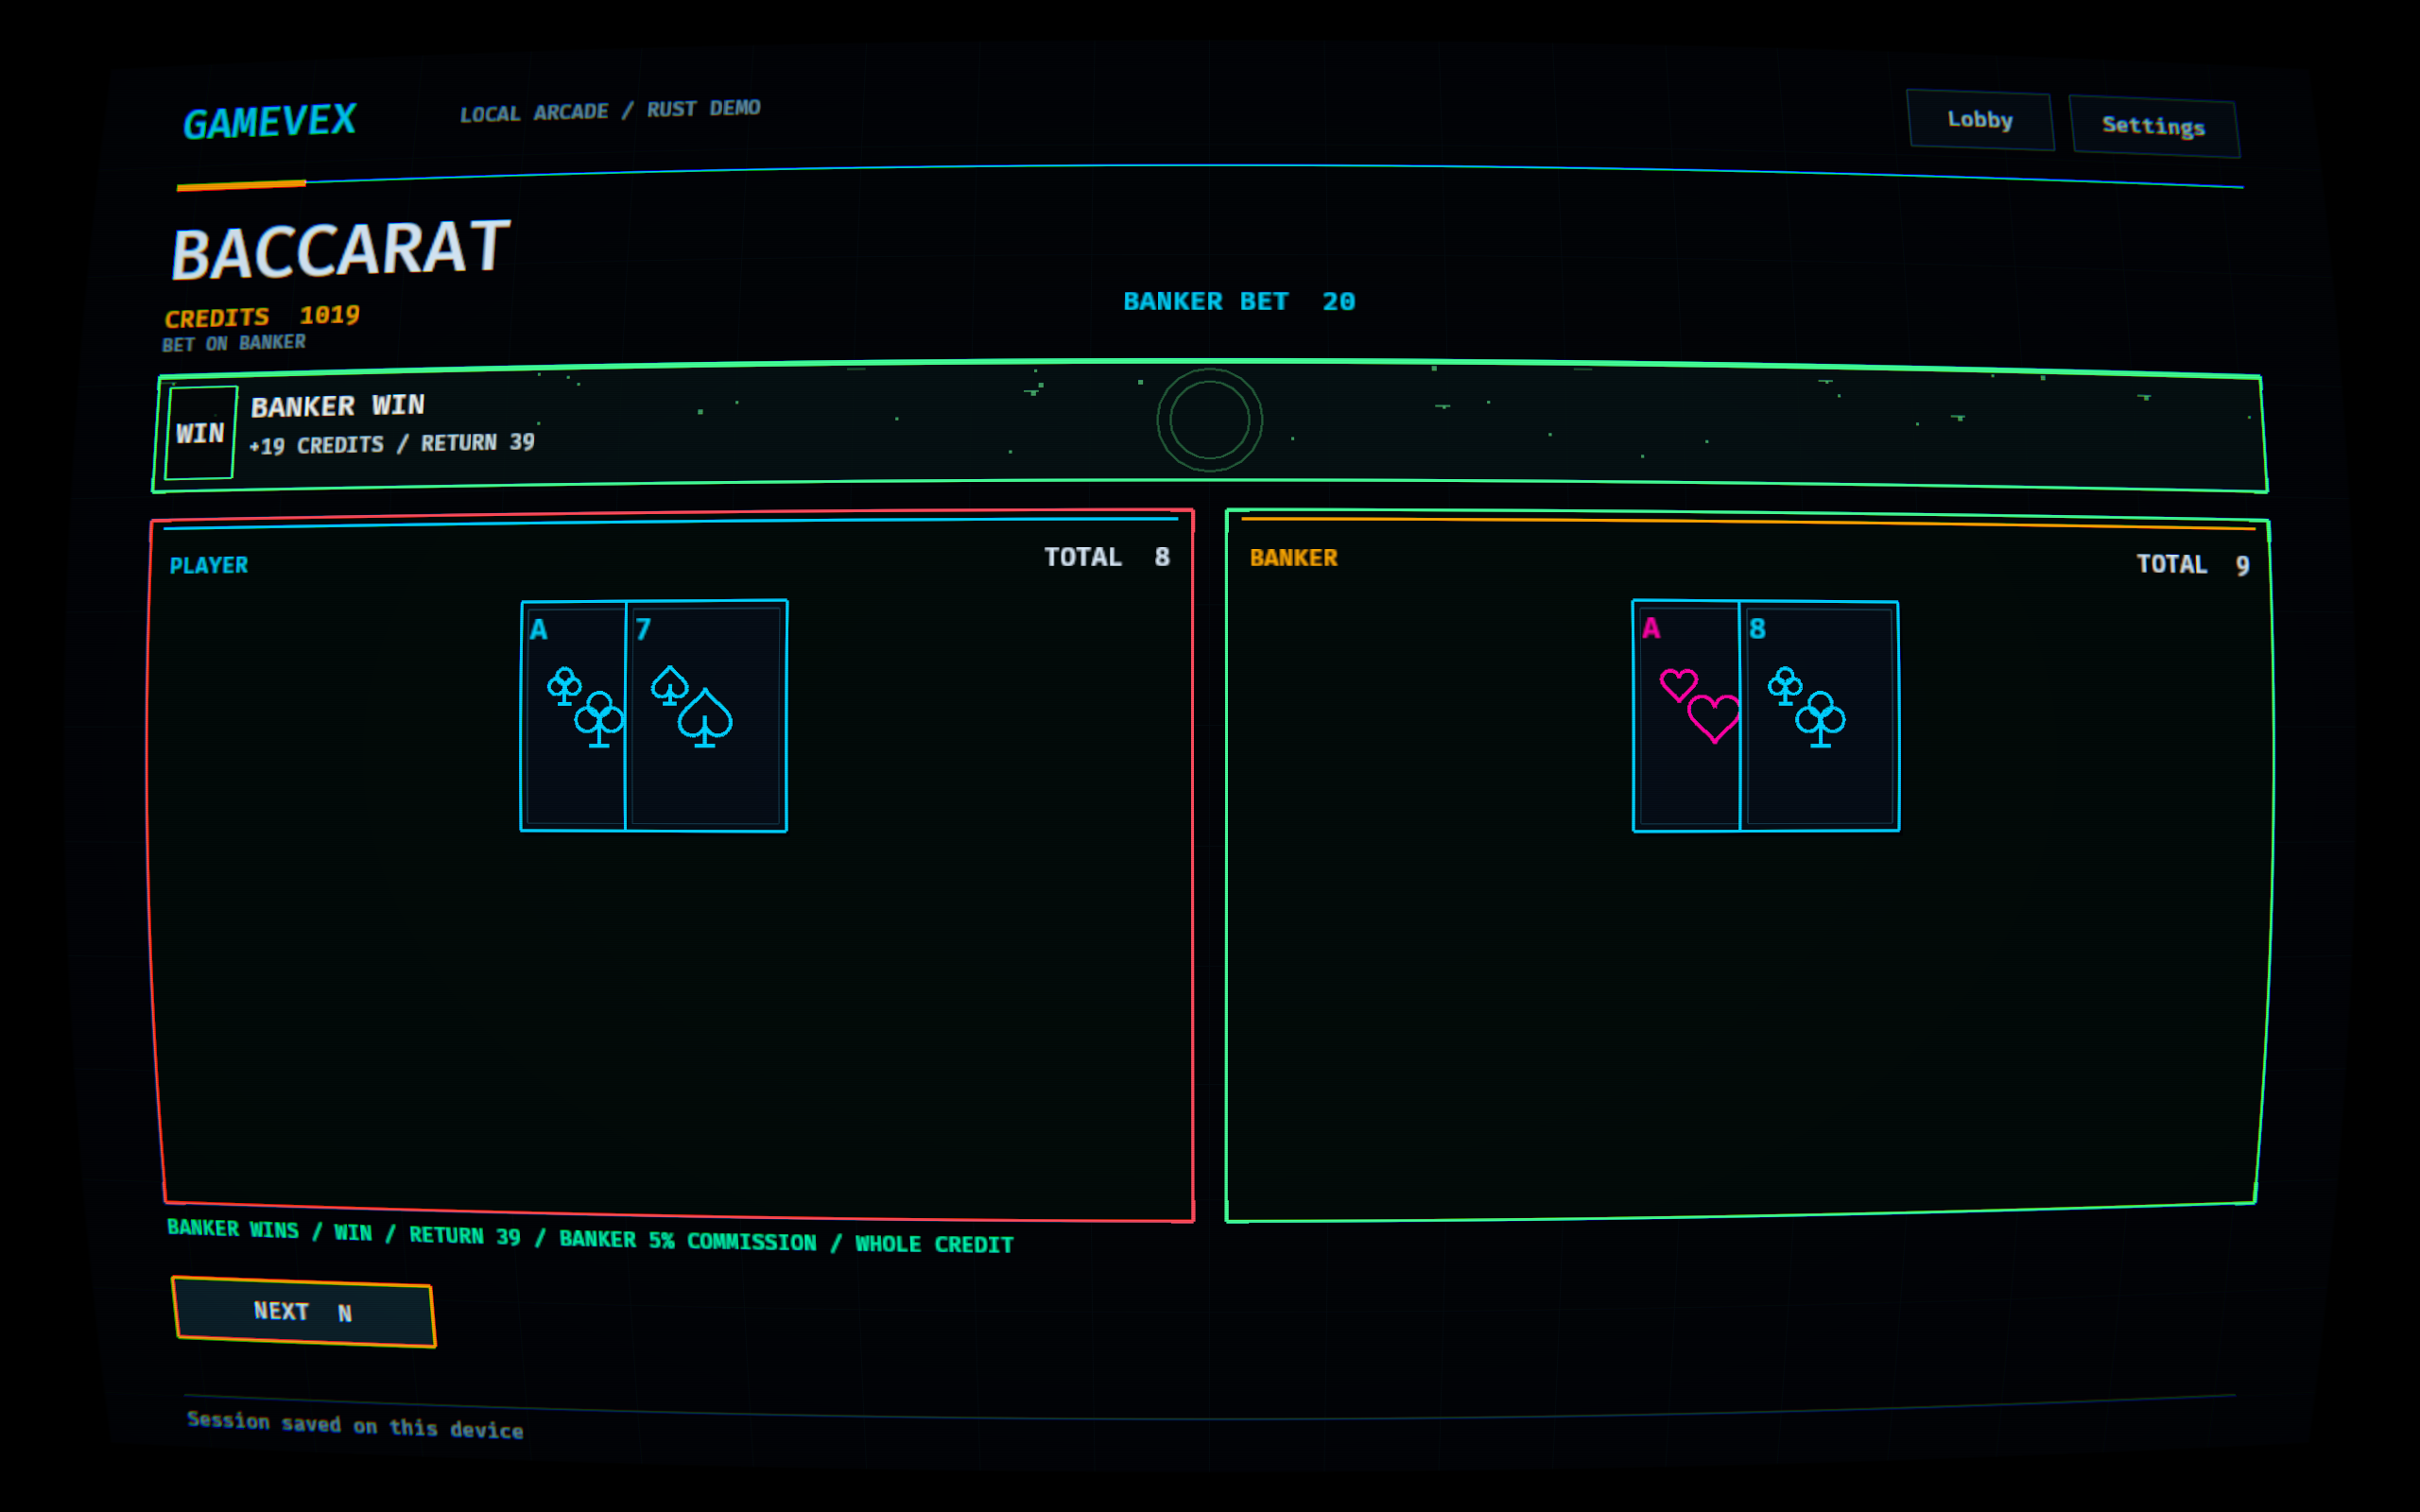 GAMEVEX
LOCAL ARCADE / RUST DEMO
Lobby
Settings
BACCARAT
CREDITS 1019
BET ON BANKER
BANKER BET 20
WIN
BANKER WIN
+19 CREDITS / RETURN 39
PLAYER
TOTAL 8
A
7
BANKER
TOTAL 9
A
8
BANKER WINS / WIN / RETURN 39 / BANKER 5% COMMISSION / WHOLE CREDIT
NEXT N
Session saved on this device